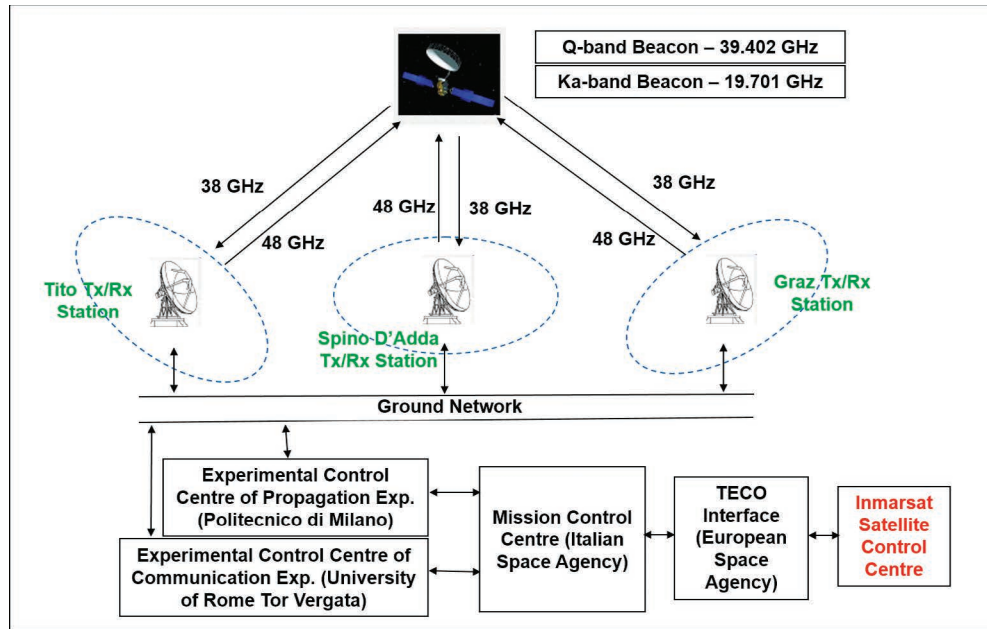 Q-band Beacon – 39.402 GHz
Ka-band Beacon – 19.701 GHz
38 GHz
48 GHz
48 GHz
38 GHz
38 GHz
48 GHz
Tito Tx/Rx
Station
Spino D'Adda
Tx/Rx Station
Graz Tx/Rx
Station
Ground Network
Experimental Control
Centre of Propagation Exp.
(Politecnico di Milano)
Experimental Control Centre of
Communication Exp. (University
of Rome Tor Vergata)
Mission Control
Centre (Italian
Space Agency)
TECO
Interface
(European
Space
Agency)
Inmarsat
Satellite
Control
Centre